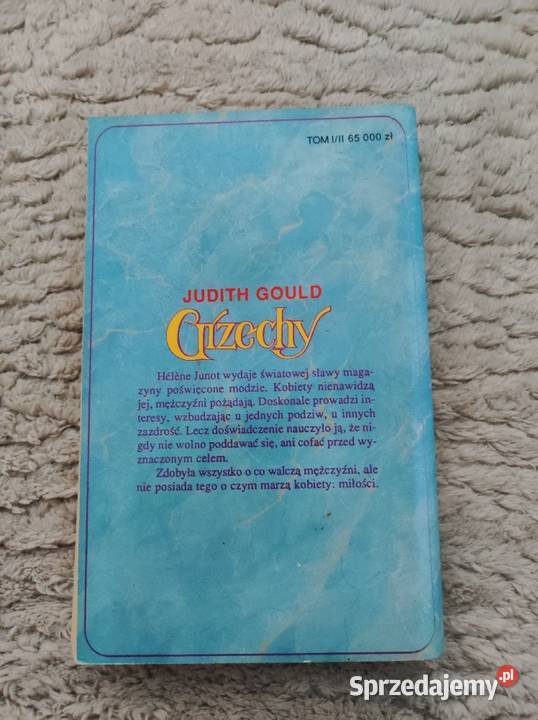 TOM I/II 65 000 zł
JUDITH GOULD
Grzechy
Hélène Junot wydaje światowej sławy maga-
zyny poświęcone modzie. Kobiety nienawidzą
jej, mężczyźni pożądają. Doskonale prowadzi in-
teresy, wzbudzając u jednych podziw, u innych
zazdrość. Lecz doświadczenie nauczyło ją, że ni-
gdy nie wolno poddawać się, ani cofać przed wy-
znaczonym celem.
Zdobyła wszystko o co walczą mężczyźni, ale
nie posiada tego o czym marzą kobiety: miłości.
Sprzedajemy.pl